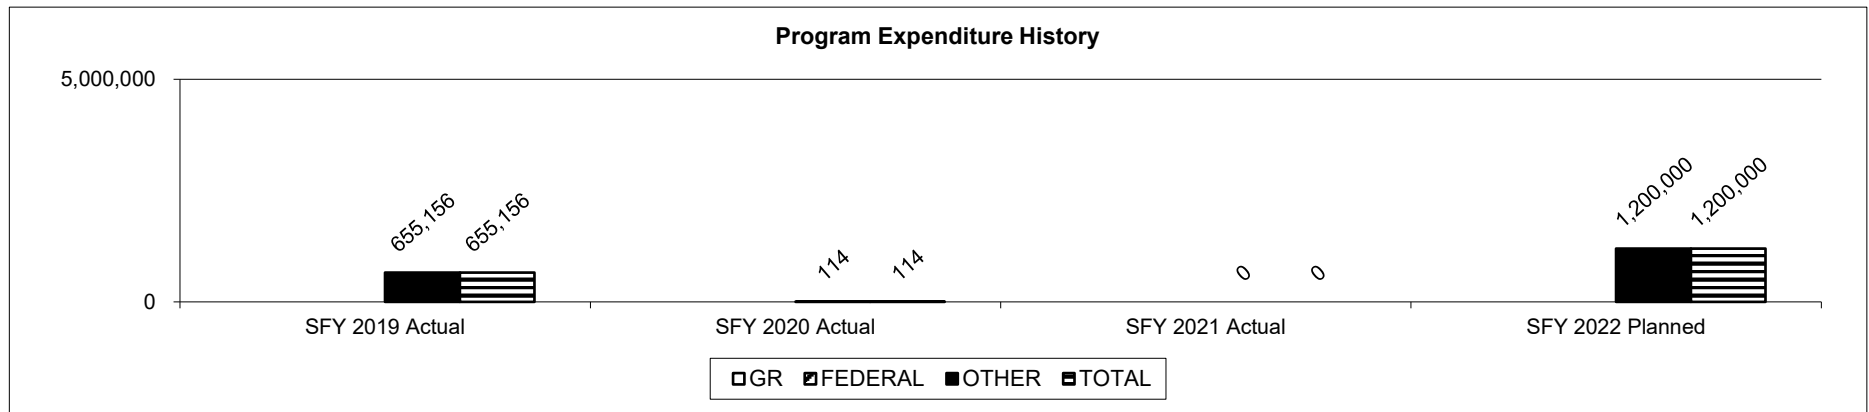 Program Expenditure History
5,000,000
0
655,156
655,156
114
114
0
0
1,200,000
1,200,000
SFY 2019 Actual
SFY 2020 Actual
SFY 2021 Actual
SFY 2022 Planned
GR
FEDERAL
OTHER
TOTAL